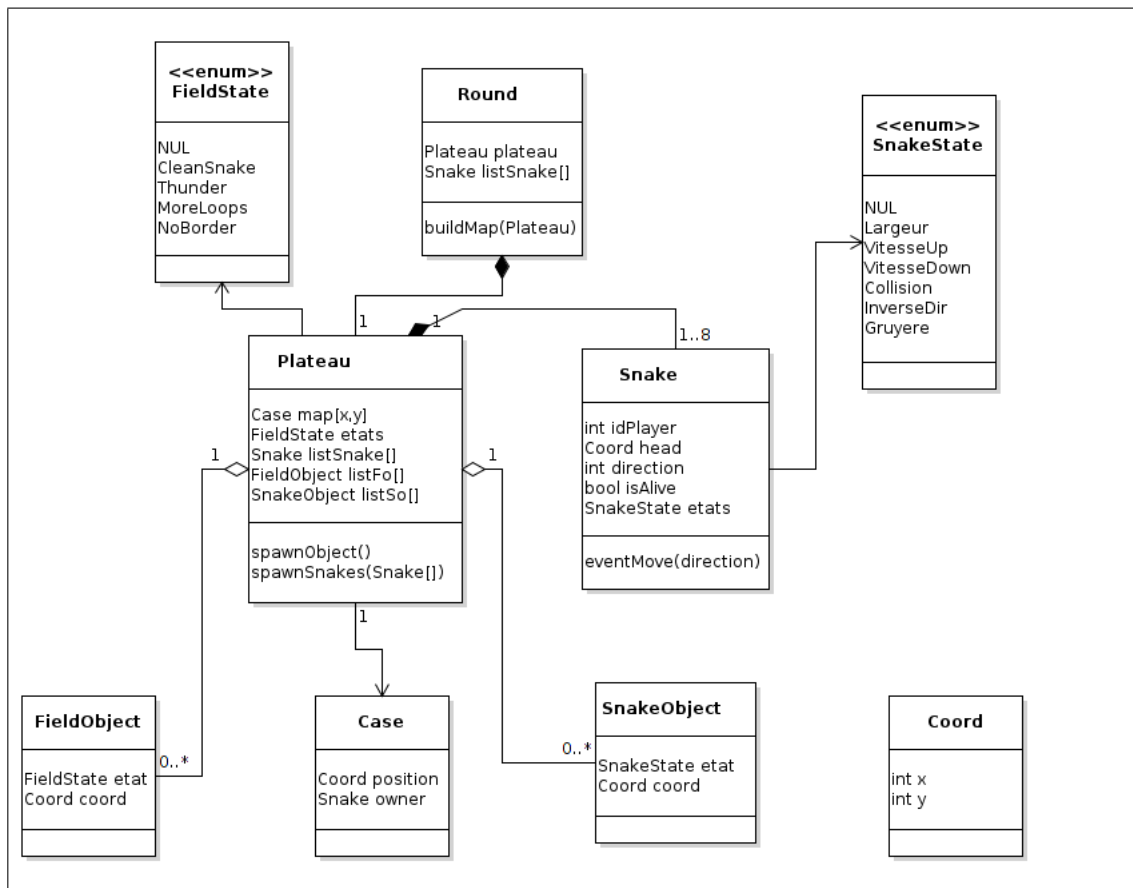 <<enum>>
FieldState
NUL
CleanSnake
Thunder
MoreLoops
NoBorder
Round
Plateau plateau
Snake listSnake[]
buildMap(Plateau)
<<enum>>
SnakeState
NUL
Largeur
VitesseUp
VitesseDown
Collision
InverseDir
Gruyere
1
1
1..8
Plateau
Case map[x,y]
FieldState etats
Snake listSnake[]
FieldObject listFo[]
SnakeObject listSo[]
spawnObject()
spawnSnakes(Snake[])
Snake
int idPlayer
Coord head
int direction
bool isAlive
SnakeState etats
eventMove(direction)
1
1
1
0..*
0..*
FieldObject
FieldState etat
Coord coord
Case
Coord position
Snake owner
SnakeObject
SnakeState etat
Coord coord
Coord
int x
int y